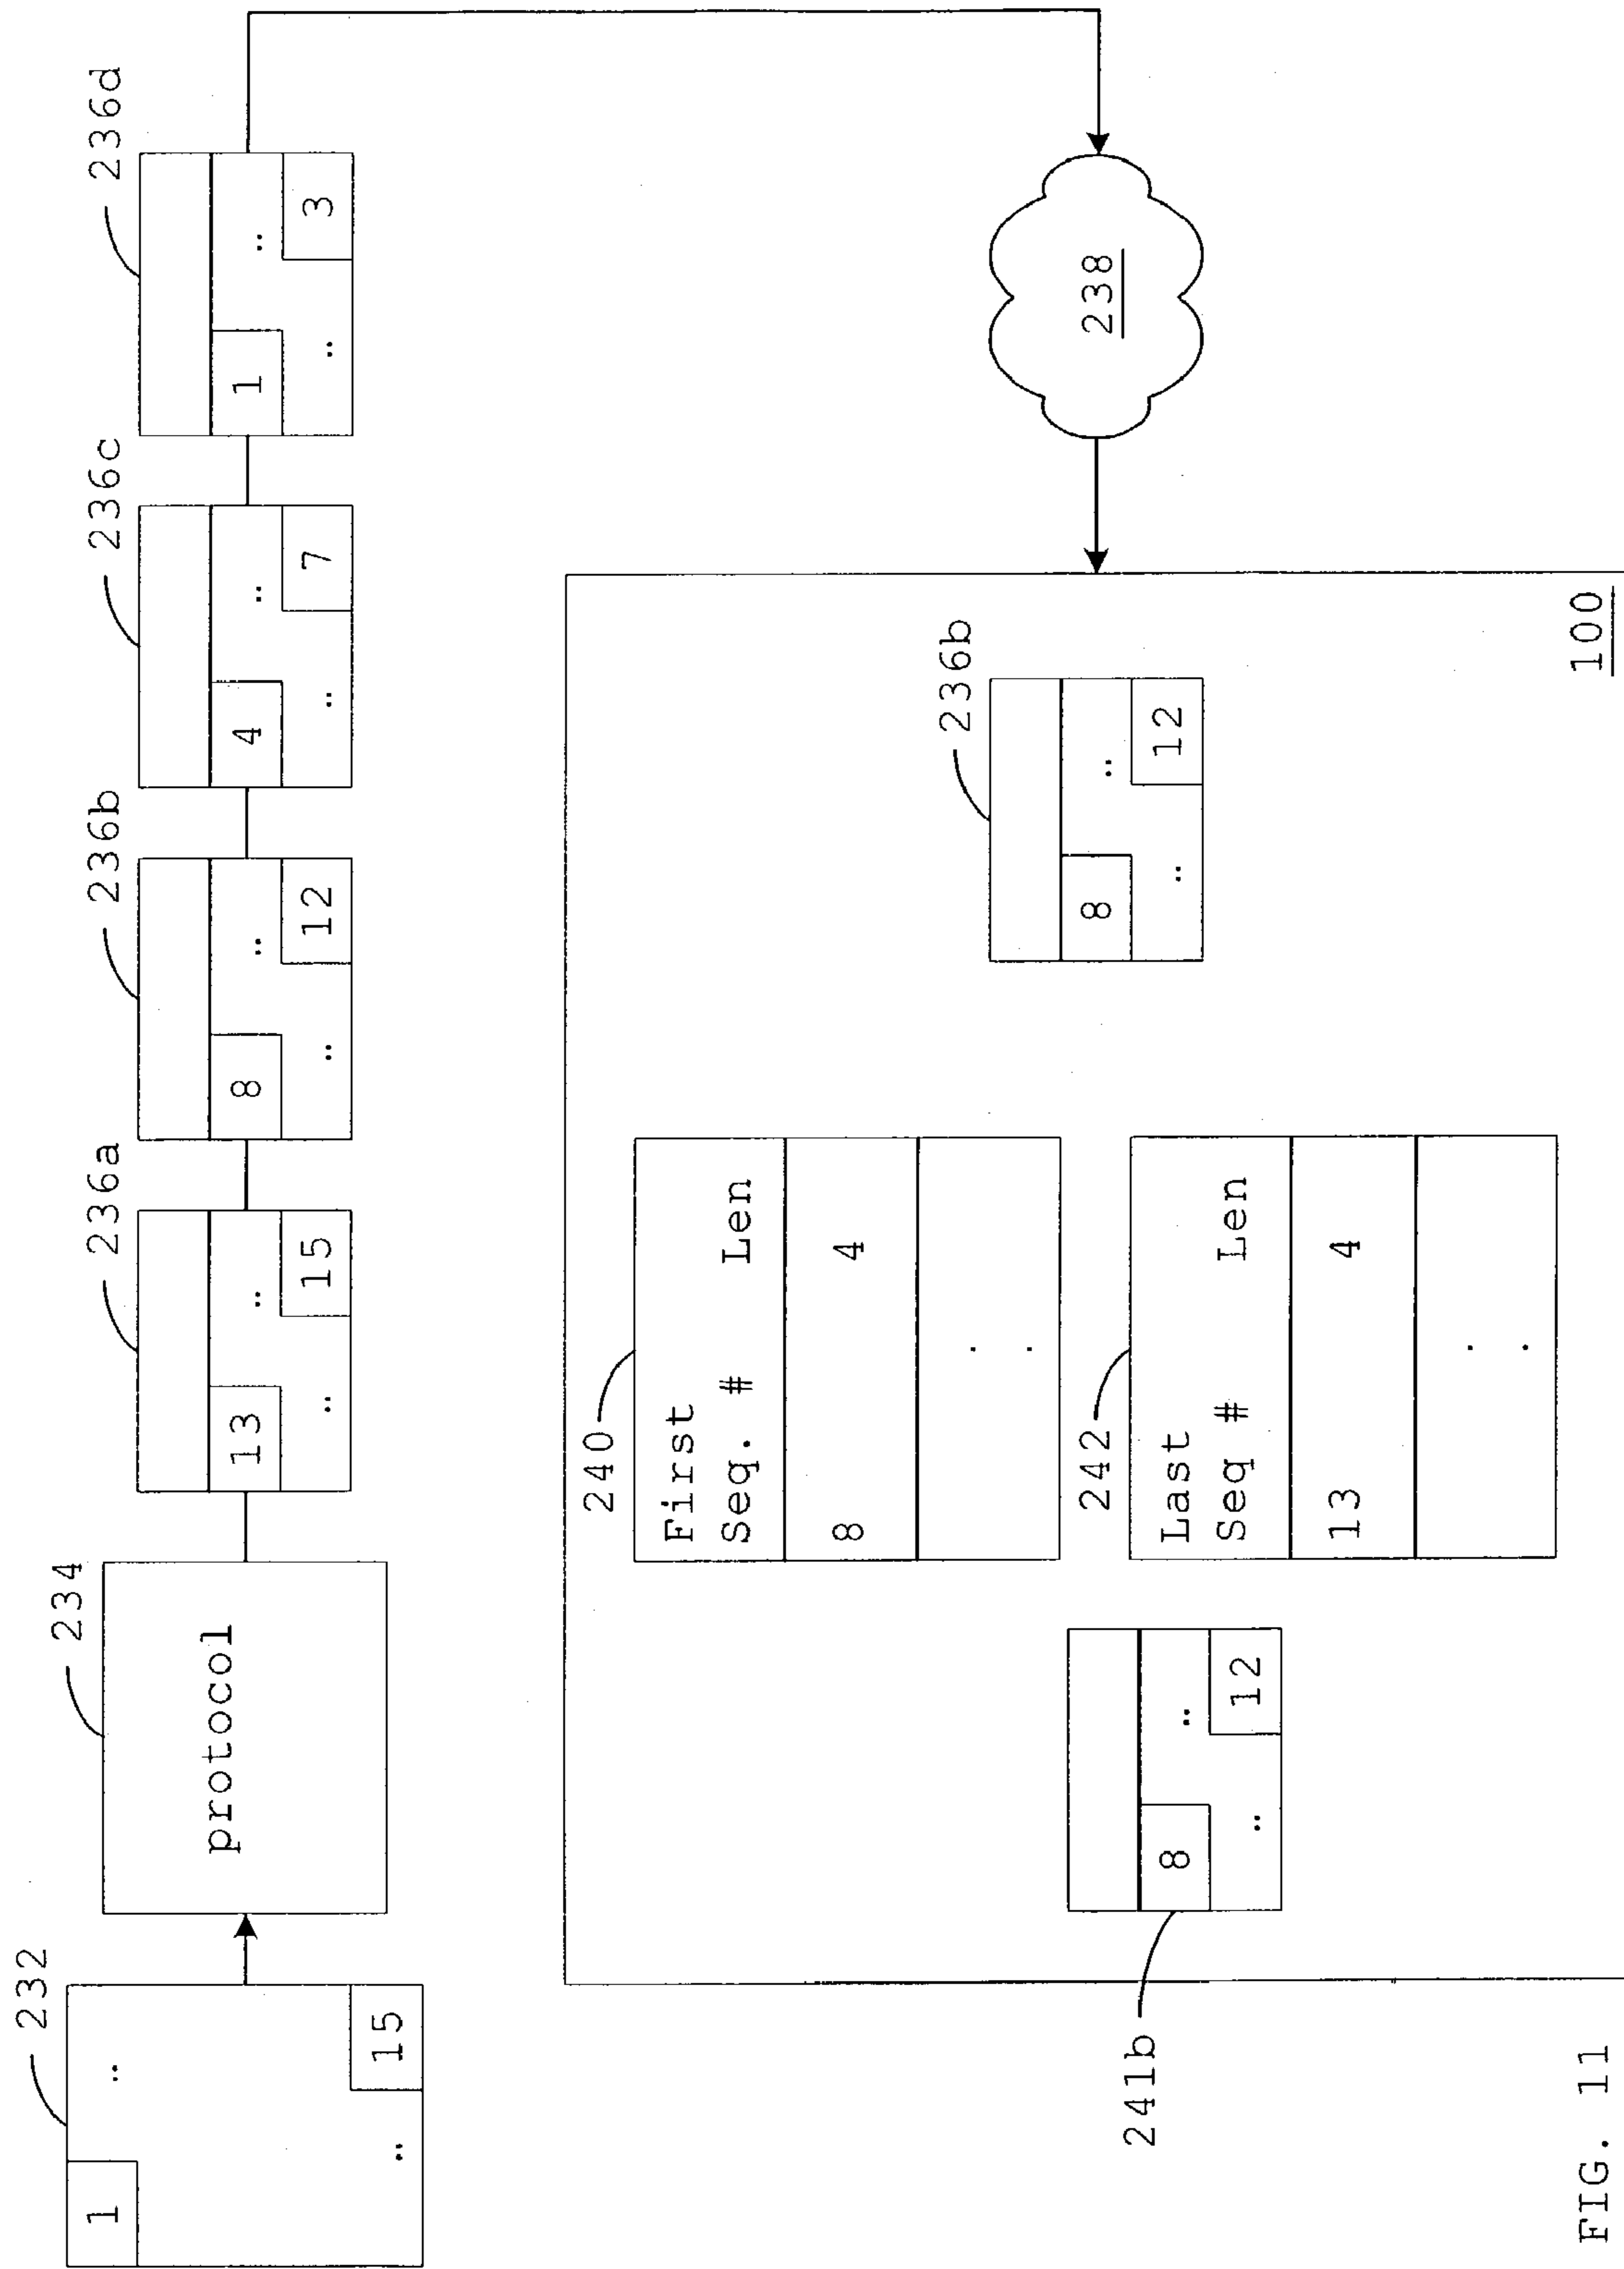 232
1 ..
.. 15
234
protocol
236a
13 ..
.. 15
236b
8 ..
.. 12
236c
4 ..
.. 7
236d
1 ..
.. 3
238
241b
8 ..
.. 12
240
First
Seq. # Len
8 4
.
.
242
Last
Seq # Len
13 4
.
.
236b
8 ..
.. 12
100
FIG. 11